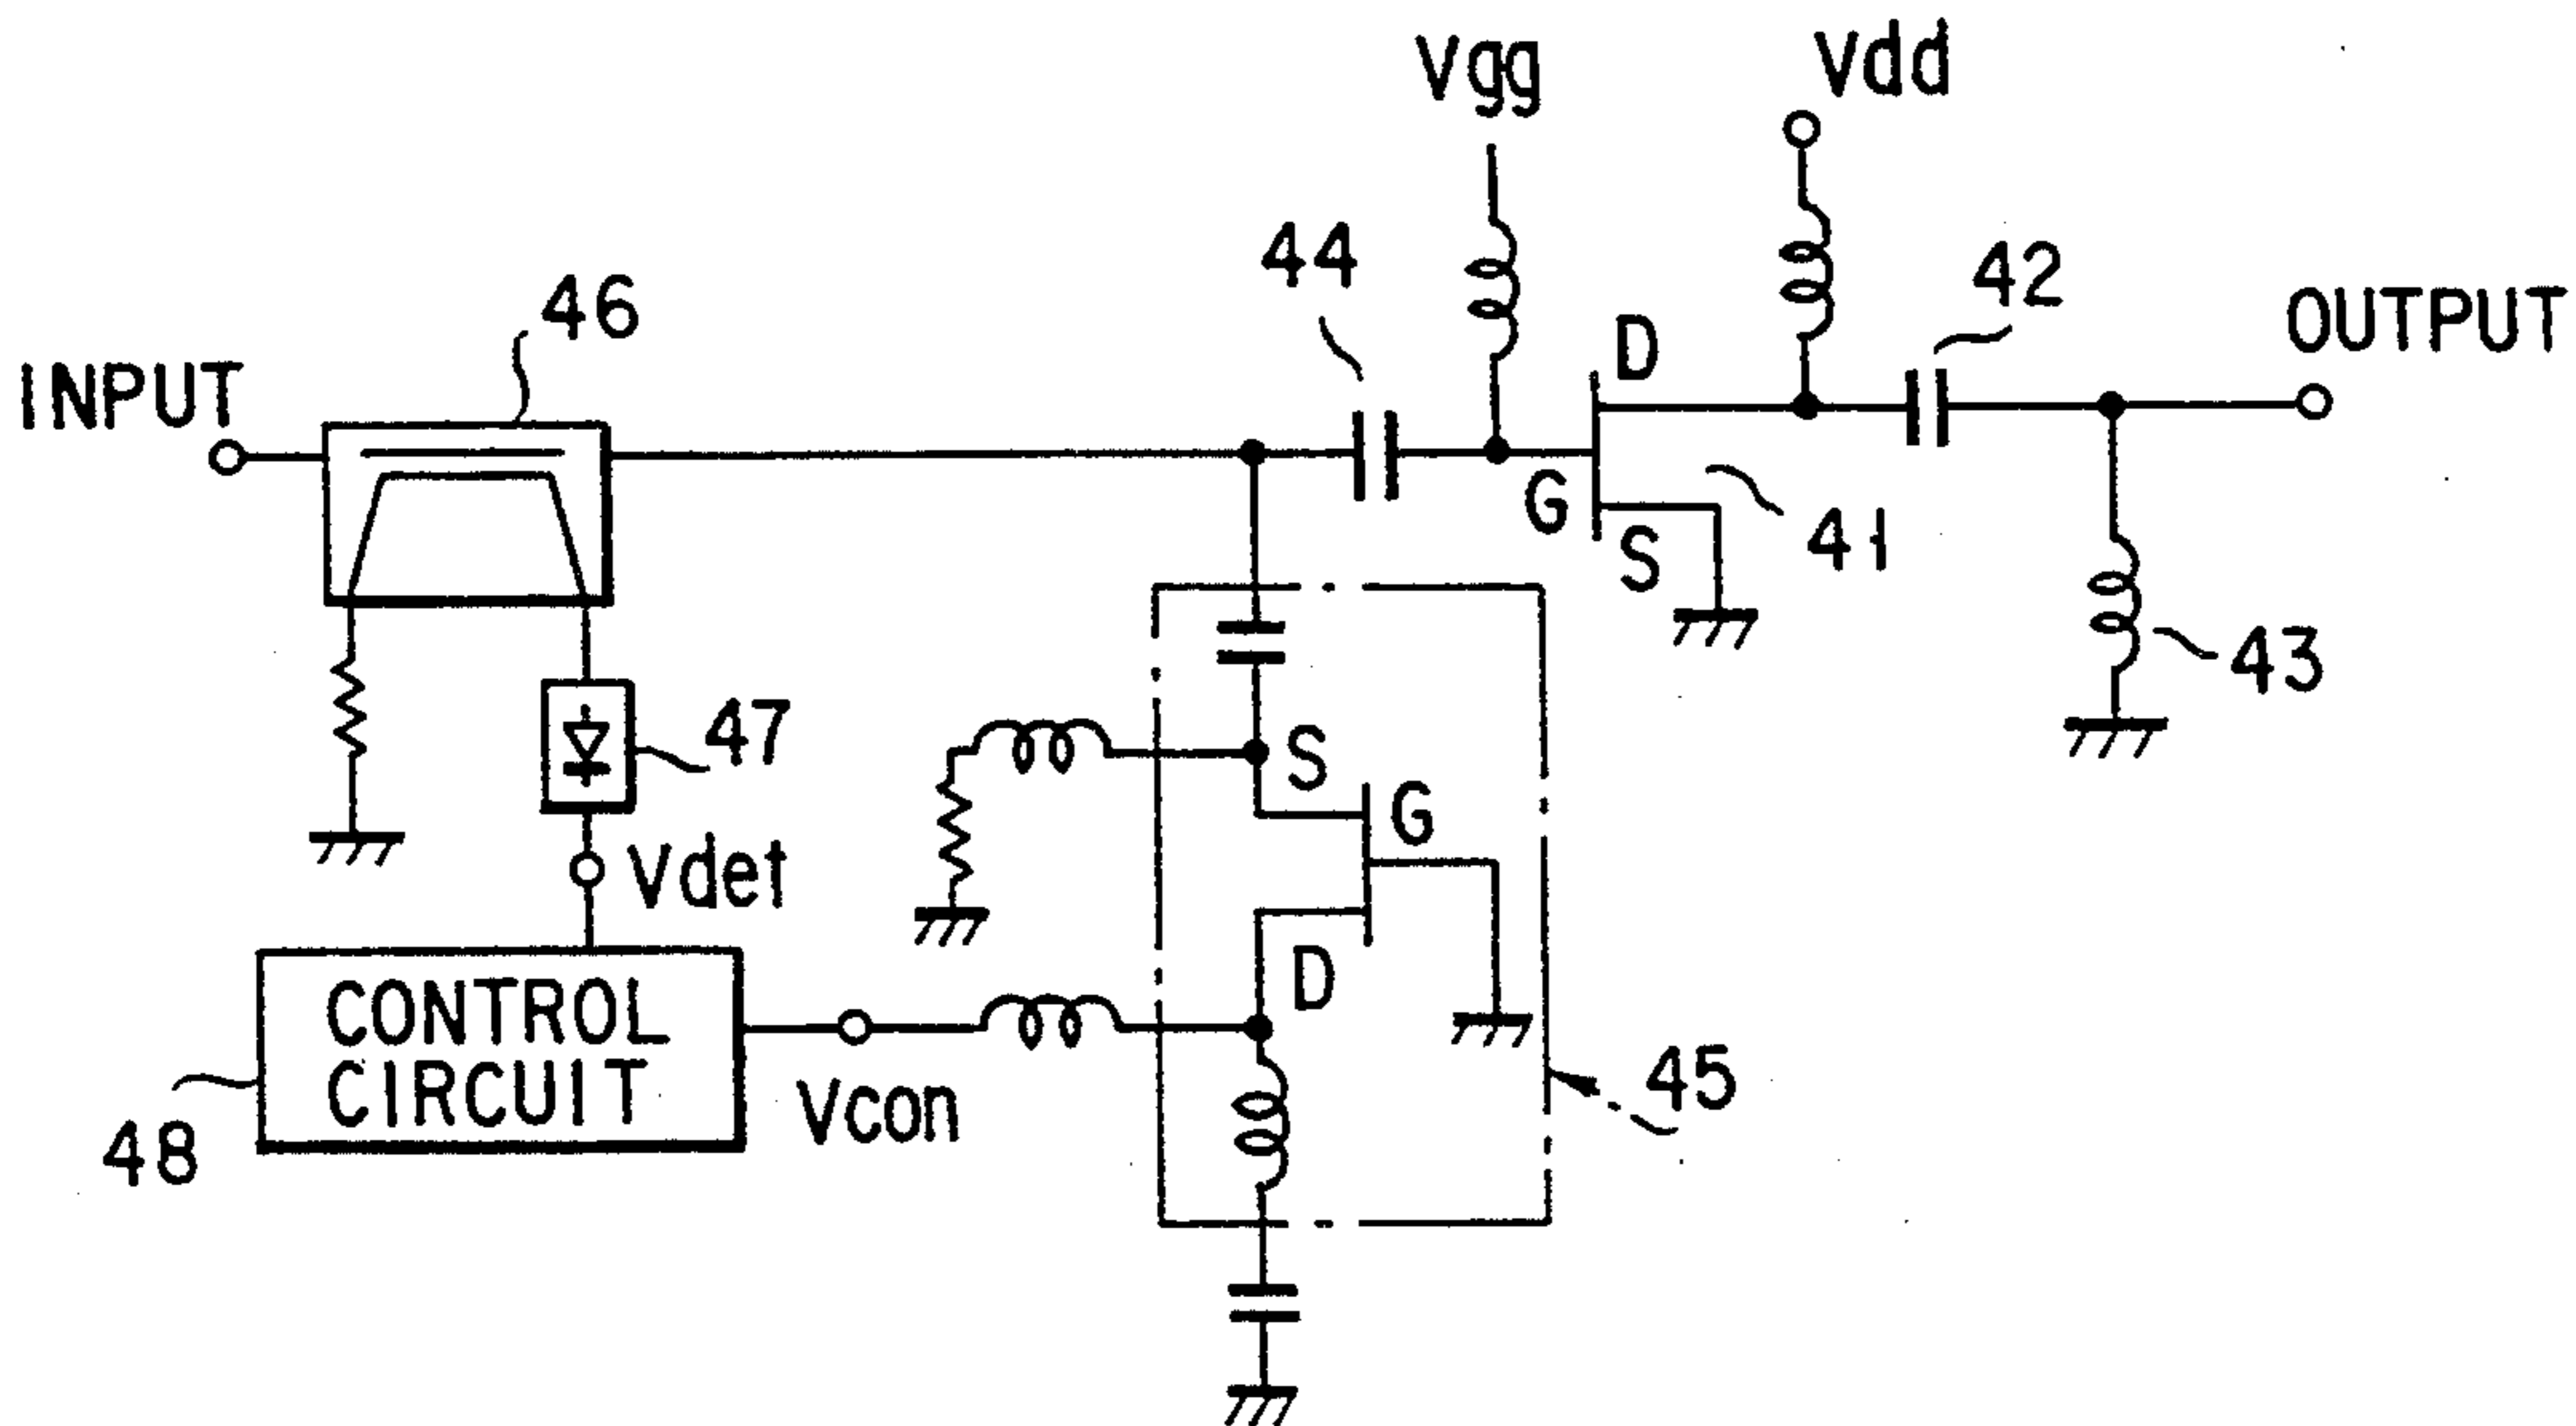 Vgg
Vdd
44
42
46
D
OUTPUT
INPUT
G
S
41
43
47
S
G
Vdet
D
CONTROL
CIRCUIT
Vcon
45
48